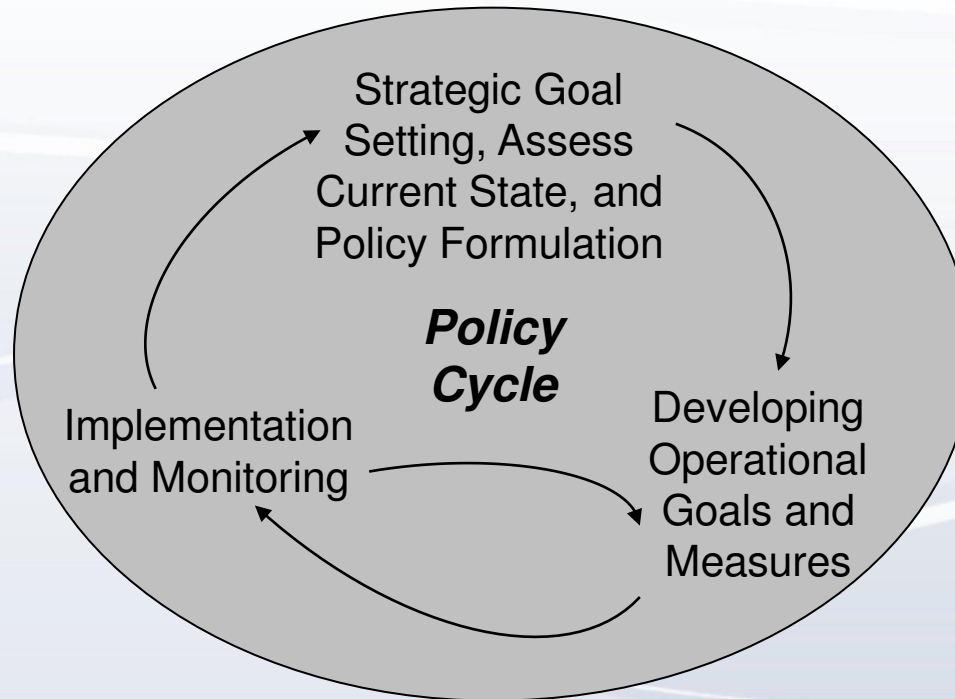 Strategic Goal
Setting, Assess
Current State, and
Policy Formulation
Policy
Cycle
Implementation
and Monitoring
Developing
Operational
Goals and
Measures